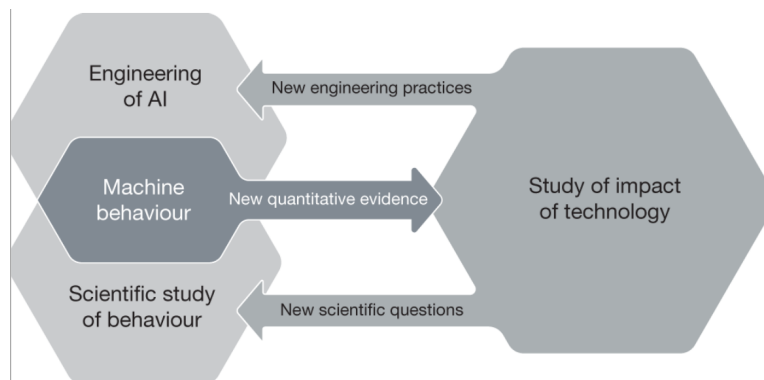 Engineering
of AI
New engineering practices
Machine
behaviour
New quantitative evidence
Study of impact
of technology
Scientific study
of behaviour
New scientific questions